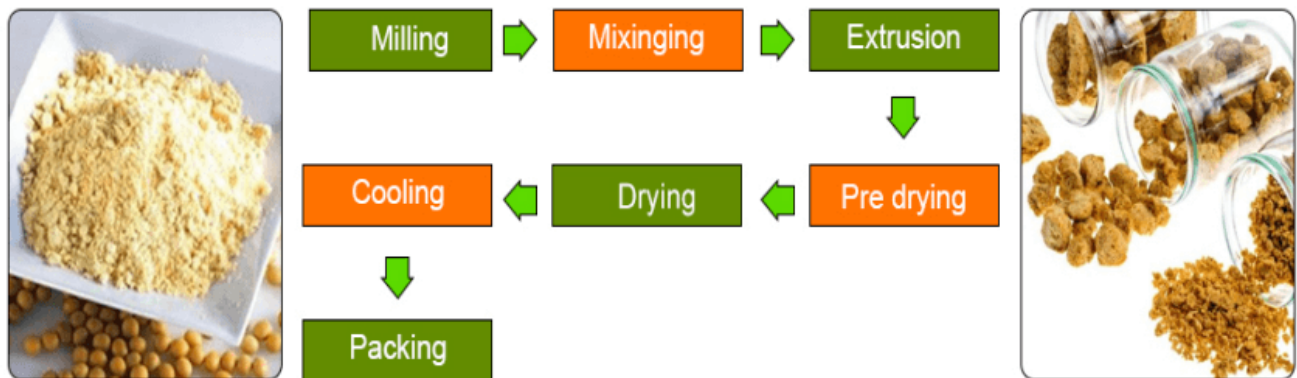 Milling
Mixinging
Extrusion
Pre drying
Drying
Cooling
Packing